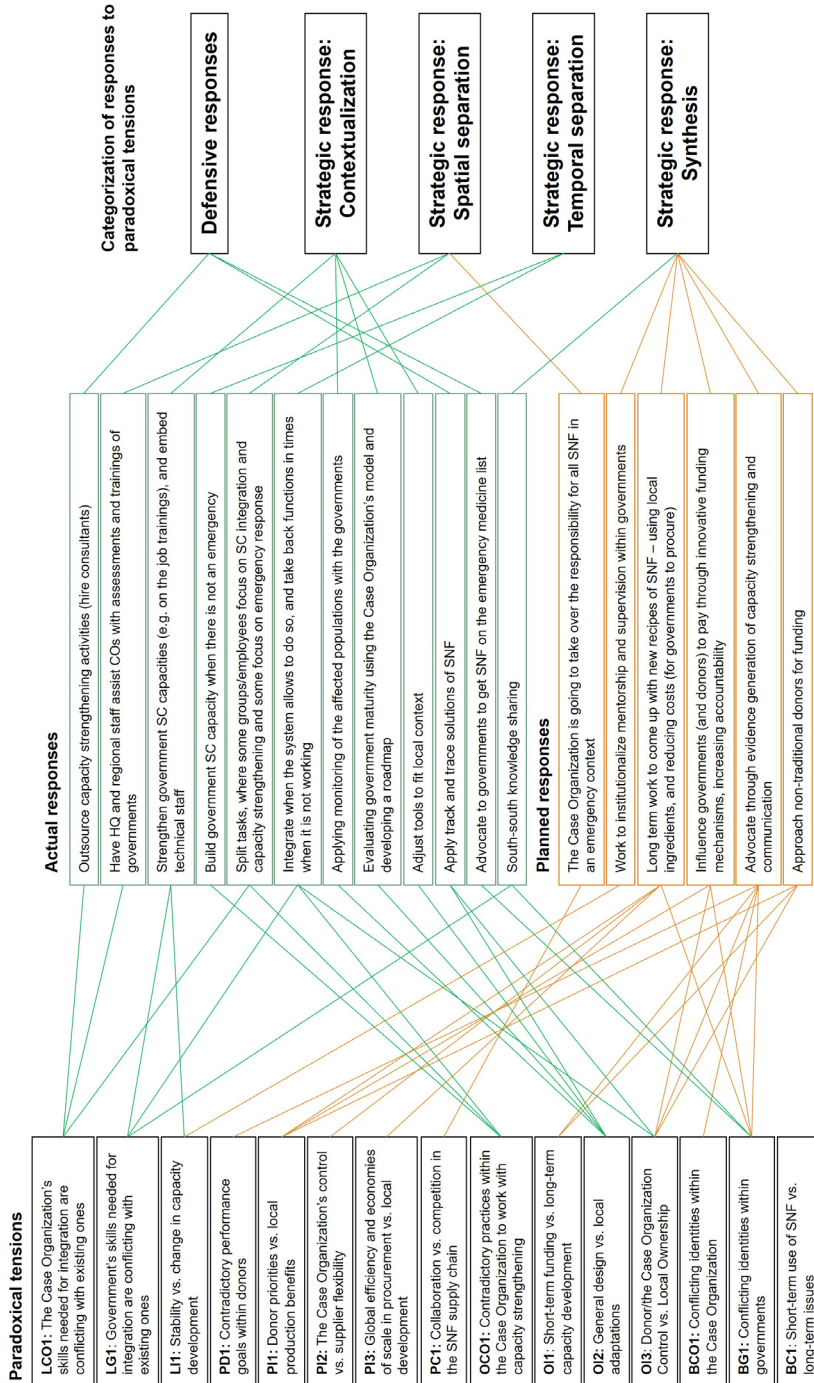 Paradoxical tensions
LCO1: The Case Organization's
skills needed for integration are
conflicting with existing ones
LG1: Government's skills needed for
integration are conflicting with
existing ones
LI1: Stability vs. change in capacity
development
PD1: Contradictory performance
goals within donors
PI1: Donor priorities vs. local
production benefits
PI2: The Case Organization's control
vs. supplier flexibility
PI3: Global efficiency and economies
of scale in procurement vs. local
development
PC1: Collaboration vs. competition in
the SNF supply chain
OCO1: Contradictory practices within
the Case Organization to work with
capacity strengthening
OI1: Short-term funding vs. long-term
capacity development
OI2: General design vs. local
adaptations
OI3: Donor/the Case Organization
Control vs. Local Ownership
BCO1: Conflicting identities within
the Case Organization
BG1: Conflicting identities within
governments
BC1: Short-term use of SNF vs.
long-term issues
Actual responses
Outsource capacity strengthening activities (hire consultants)
Have HQ and regional staff assist COs with assessments and trainings of
governments
Strengthen government SC capacities (e.g. on the job trainings), and embed
technical staff
Build government SC capacity when there is not an emergency
Split tasks, where some groups/employees focus on SC integration and
capacity strengthening and some focus on emergency response
Integrate when the system allows to do so, and take back functions in times
when it is not working
Applying monitoring of the affected populations with the governments
Evaluating government maturity using the Case Organization's model and
developing a roadmap
Adjust tools to fit local context
Apply track and trace solutions of SNF
Advocate to governments to get SNF on the emergency medicine list
South-south knowledge sharing
Planned responses
The Case Organization is going to take over the responsibility for all SNF in
an emergency context
Work to institutionalize mentorship and supervision within governments
Long term work to come up with new recipes of SNF – using local
ingredients, and reducing costs (for governments to procure)
Influence governments (and donors) to pay through innovative funding
mechanisms, increasing accountability
Advocate through evidence generation of capacity strengthening and
communication
Approach non-traditional donors for funding
Categorization of responses to
paradoxical tensions
Defensive responses
Strategic response:
Contextualization
Strategic response:
Spatial separation
Strategic response:
Temporal separation
Strategic response:
Synthesis